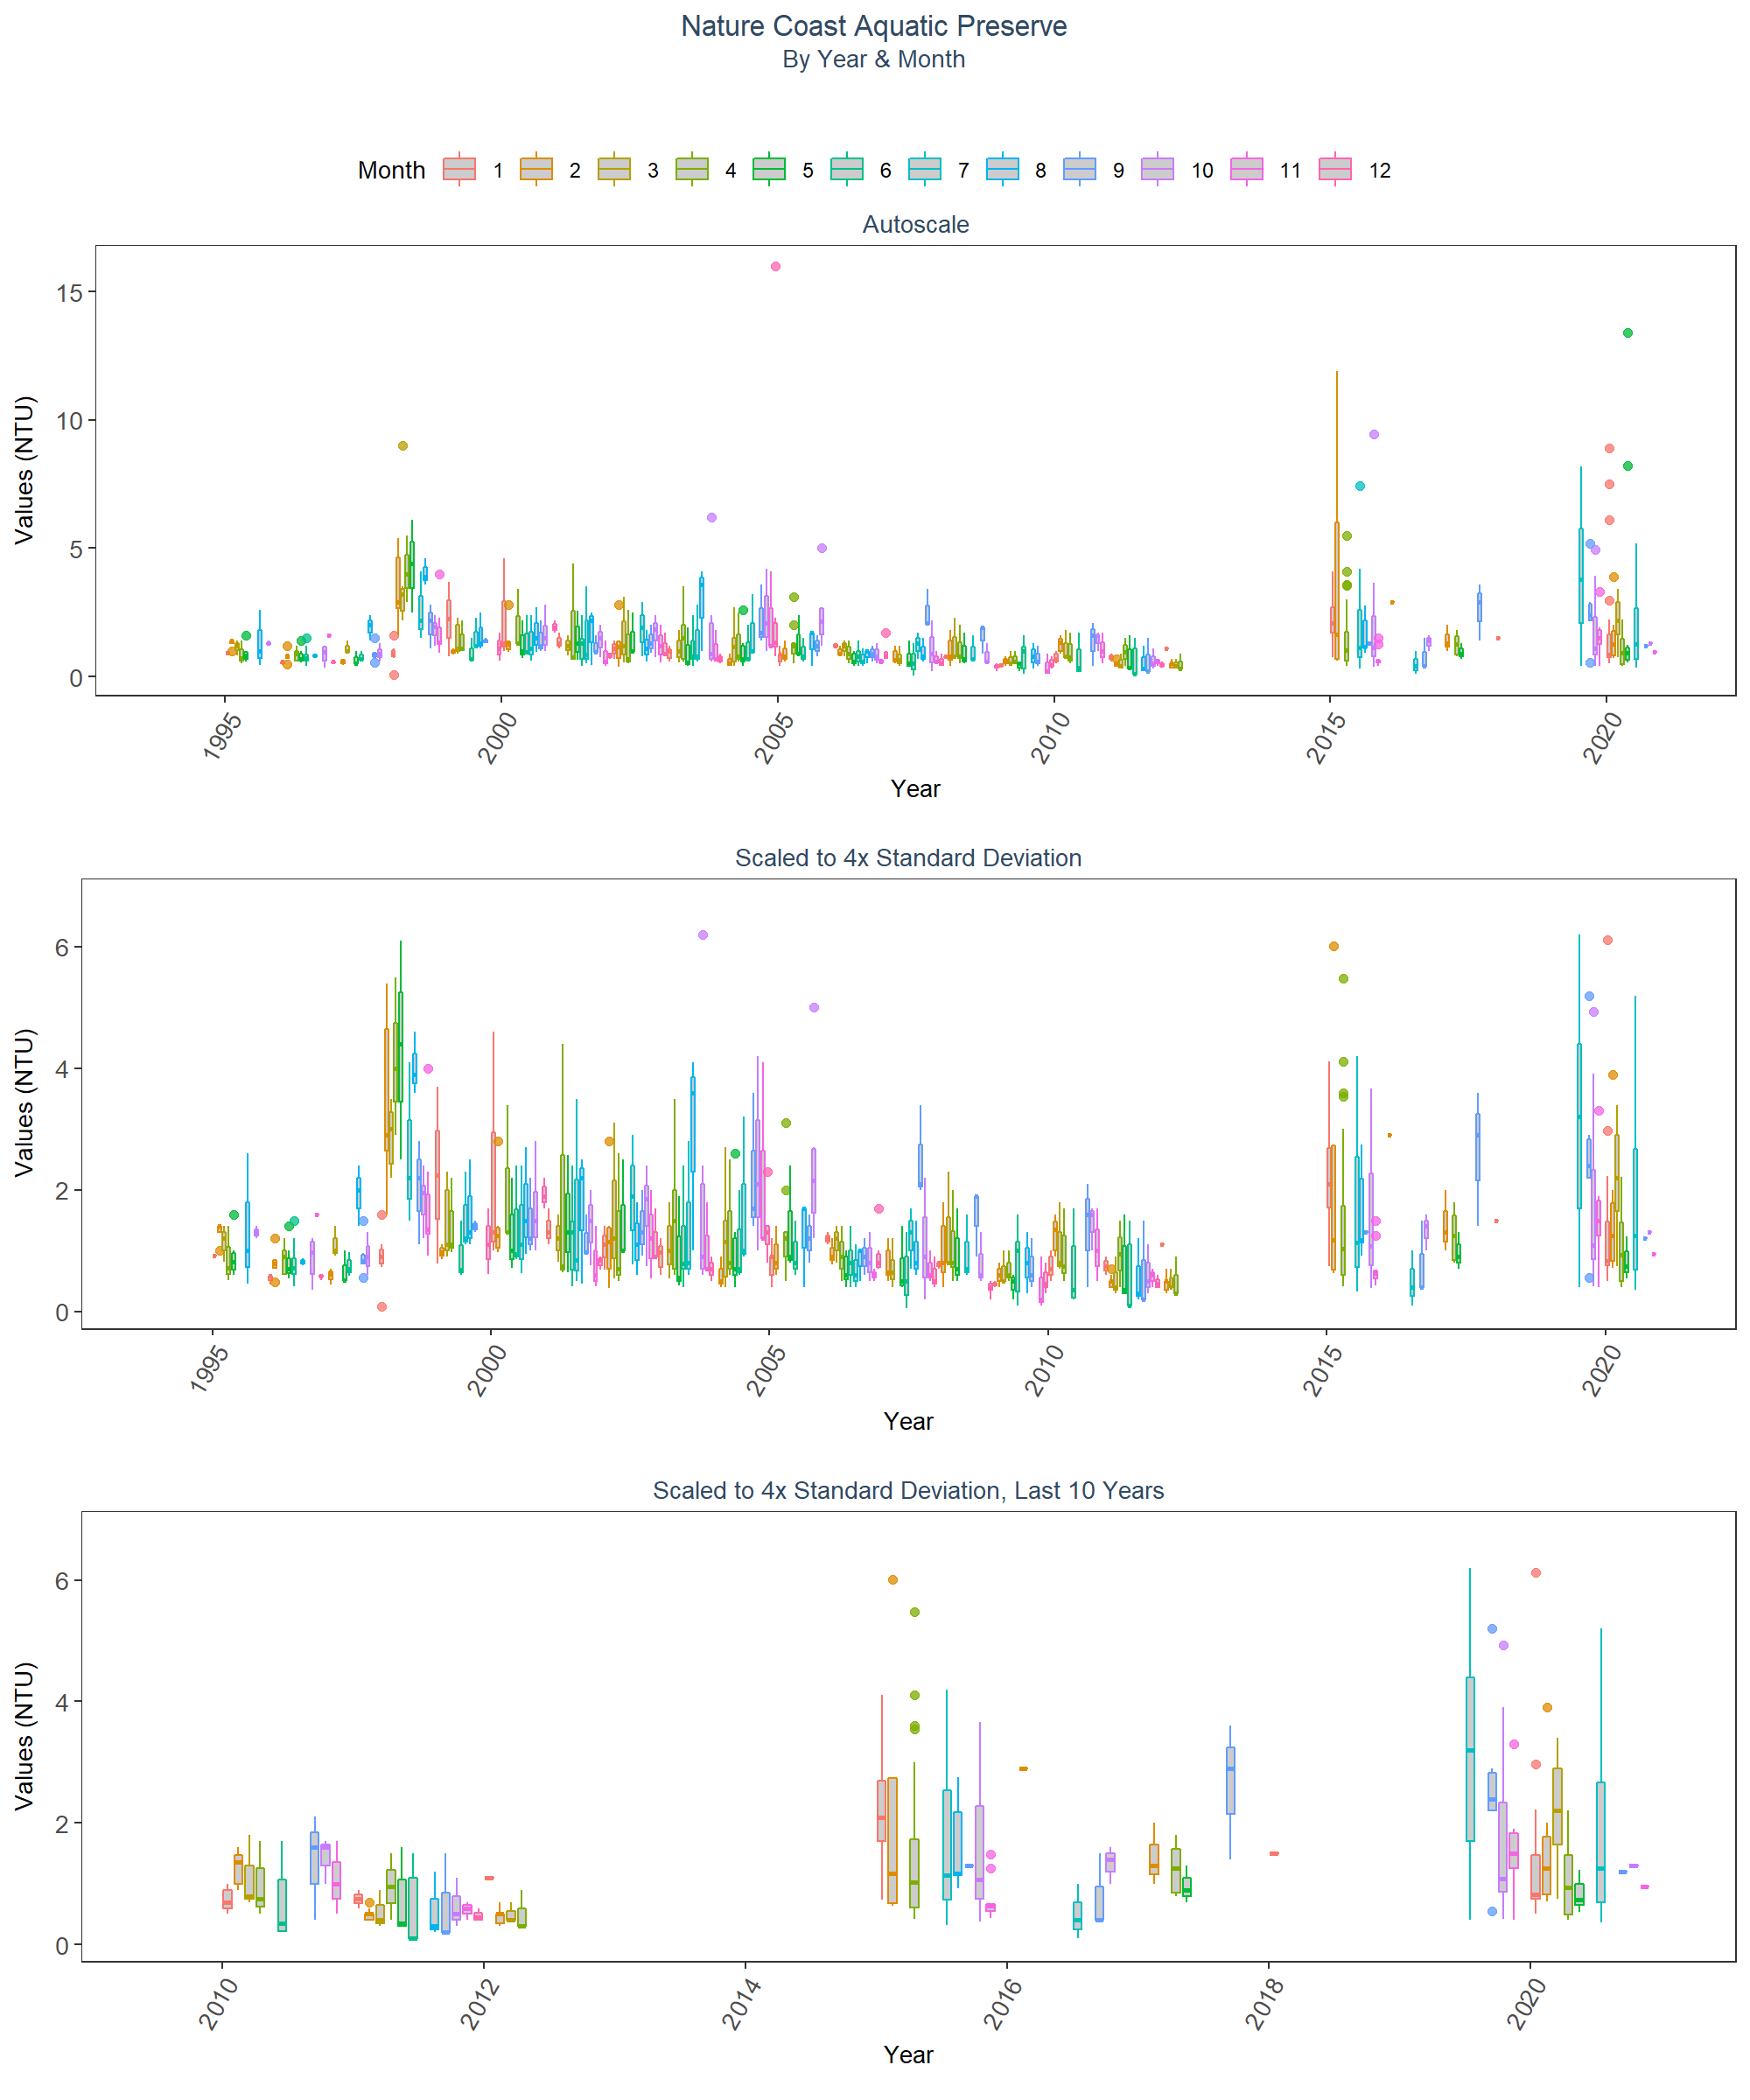 Nature Coast Aquatic Preserve
By Year & Month
Month 1 2 3 4 5 6 7 8 9 10 11 12
Autoscale
Values (NTU)
15
10
5
0
1995 2000 2005 2010 2015 2020
Year
Scaled to 4x Standard Deviation
Values (NTU)
6
4
2
0
1995 2000 2005 2010 2015 2020
Year
Scaled to 4x Standard Deviation, Last 10 Years
Values (NTU)
6
4
2
0
2010 2012 2014 2016 2018 2020
Year